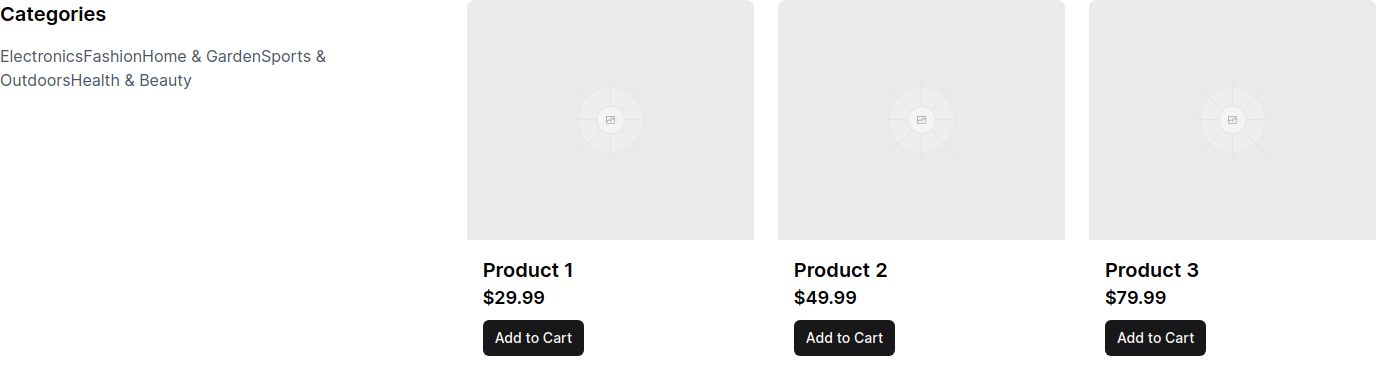 Categories
ElectronicsFashionHome & GardenSports &
OutdoorsHealth & Beauty
Product 1
$29.99
Add to Cart
Product 2
$49.99
Add to Cart
Product 3
$79.99
Add to Cart